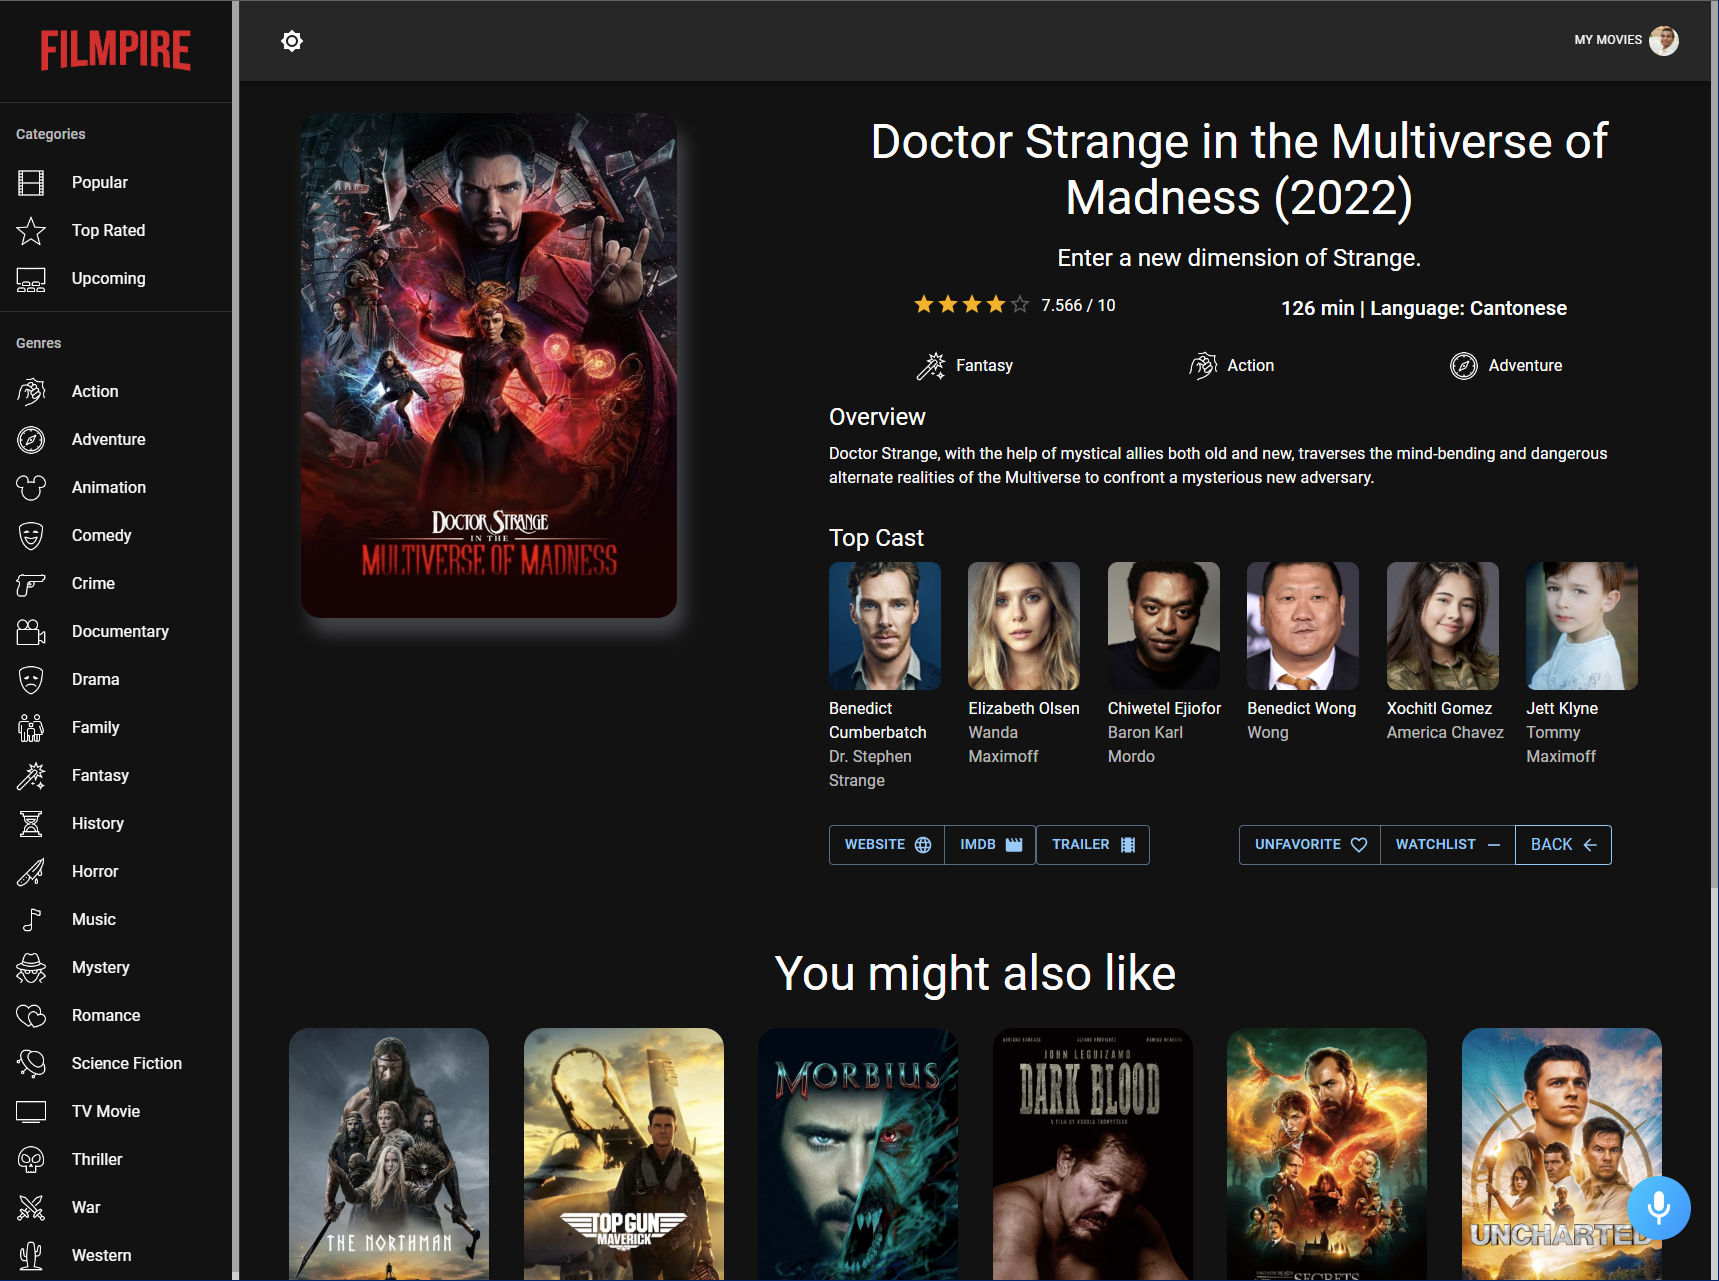 FILMPIRE
MY MOVIES
Categories
Popular
Top Rated
Upcoming
Genres
Action
Adventure
Animation
Comedy
Crime
Documentary
Drama
Family
Fantasy
History
Horror
Music
Mystery
Romance
Science Fiction
TV Movie
Thriller
War
Western
DOCTOR STRANGE
IN THE
MULTIVERSE OF MADNESS
Doctor Strange in the Multiverse of
Madness (2022)
Enter a new dimension of Strange.
7.566 / 10
126 min | Language: Cantonese
Fantasy
Action
Adventure
Overview
Doctor Strange, with the help of mystical allies both old and new, traverses the mind-bending and dangerous
alternate realities of the Multiverse to confront a mysterious new adversary.
Top Cast
Benedict
Cumberbatch
Dr. Stephen
Strange
Elizabeth Olsen
Wanda
Maximoff
Chiwetel Ejiofor
Baron Karl
Mordo
Benedict Wong
Wong
Xochitl Gomez
America Chavez
Jett Klyne
Tommy
Maximoff
WEBSITE
IMDB
TRAILER
UNFAVORITE
WATCHLIST
BACK
You might also like
THE NORTHMAN
TOP GUN
MAVERICK
MORBIUS
JOHN LEGUIZAMO
DARK BLOOD
SECRETS
UNCHARTED